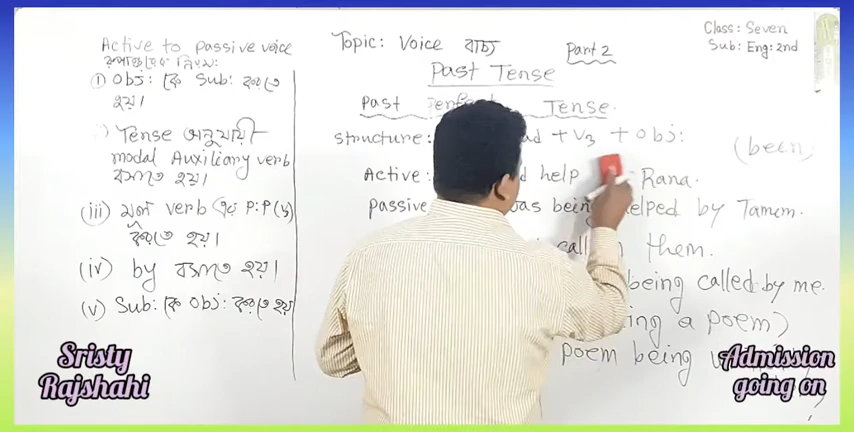 Active to passive voice
রূপান্তরের নিয়ম:
(i) Obj: কে Sub: করতে
হয়।
Tense অনুযায়ী
modal Auxiliary verb
বসাতে হয়।
(iii) মূল verb এর P:P(V3)
করতে হয়।
(iv) by বসাতে হয়।
(v) Sub: কে Obj: করতে হয়
Topic: Voice বাচ্য
Part 2
Class: Seven
Sub: Eng: 2nd
Past Tense
Past Perfect Tense.
structure: had + V3 + Obj:
(been)
Active: help Rana.
passive was being helped by Tamim.
them.
being called by me.
a poem)
poem being
Sristy
Rajshahi
Admission
going on